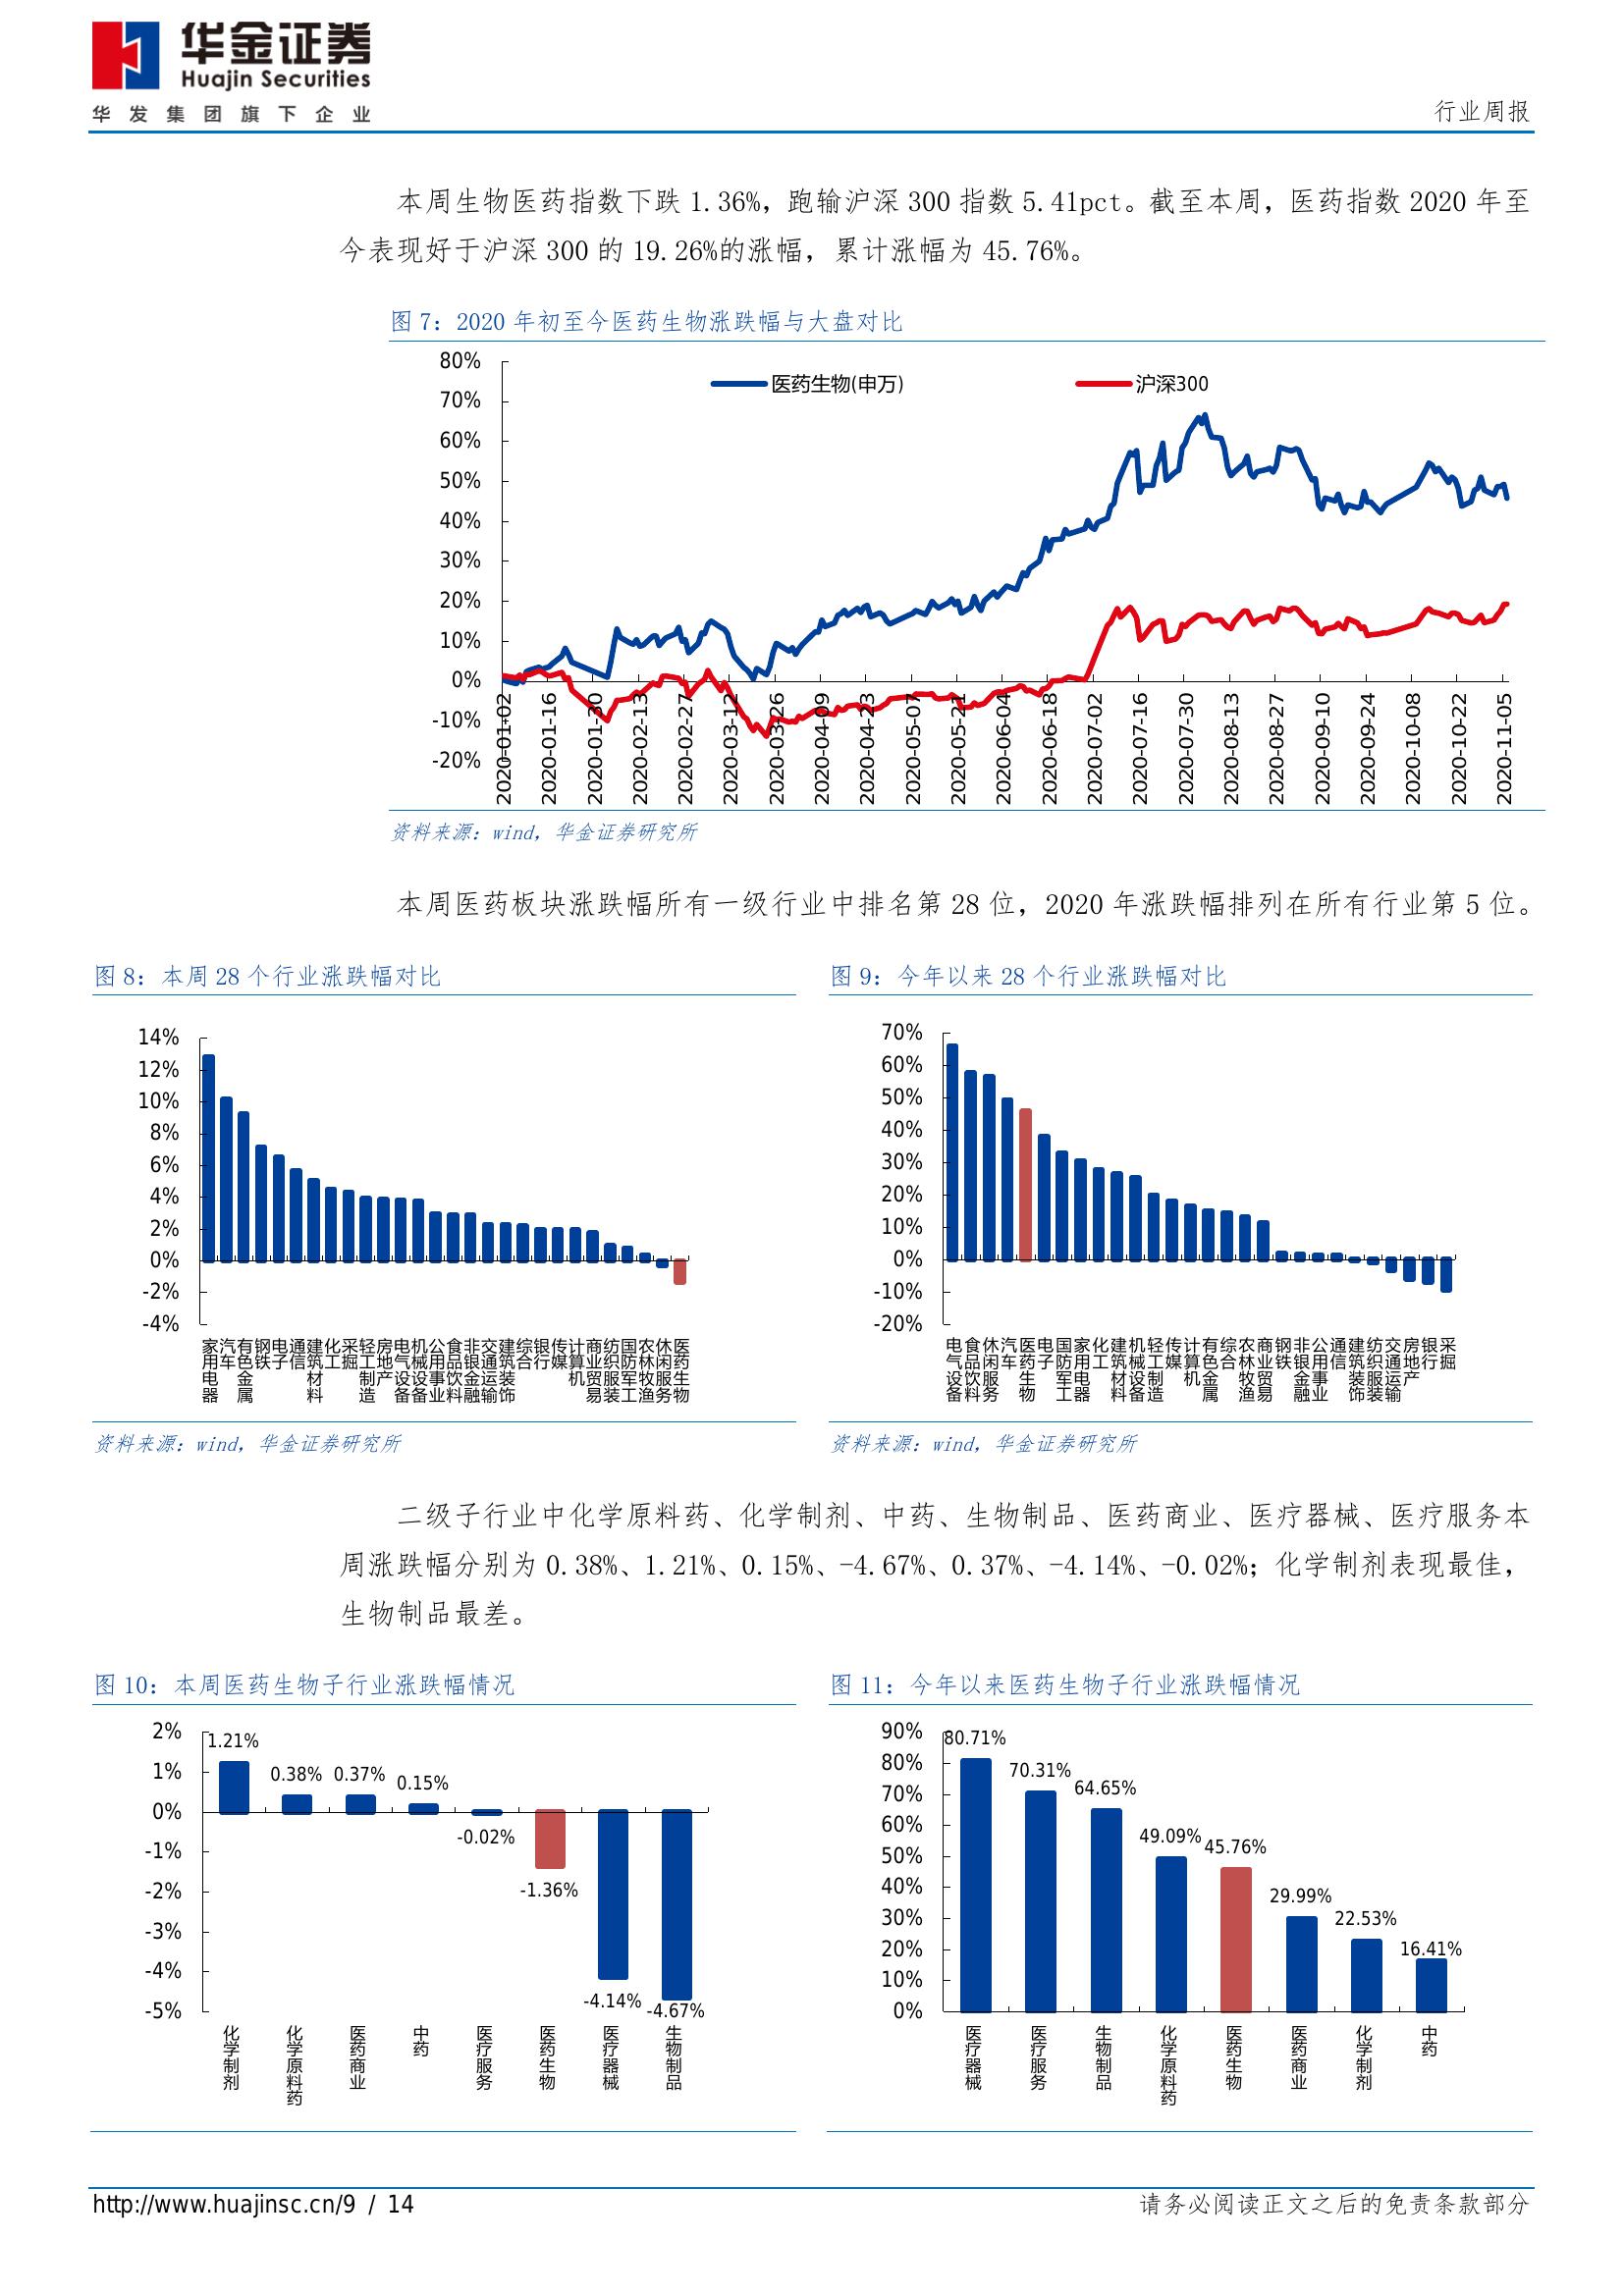 华金证券
Huajin Securities
华发集团旗下企业
行业周报
本周生物医药指数下跌 1.36%，跑输沪深 300 指数 5.41pct。截至本周，医药指数 2020 年至
今表现好于沪深 300 的 19.26%的涨幅，累计涨幅为 45.76%。
图 7：2020 年初至今医药生物涨跌幅与大盘对比
80%
70%
60%
50%
40%
30%
20%
10%
0%
-10%
-20%
医药生物(申万)
沪深300
2020-01-02
2020-01-16
2020-01-30
2020-02-13
2020-02-27
2020-03-12
2020-03-26
2020-04-09
2020-04-23
2020-05-07
2020-05-21
2020-06-04
2020-06-18
2020-07-02
2020-07-16
2020-07-30
2020-08-13
2020-08-27
2020-09-10
2020-09-24
2020-10-08
2020-10-22
2020-11-05
资料来源：wind，华金证券研究所
本周医药板块涨跌幅所有一级行业中排名第 28 位，2020 年涨跌幅排列在所有行业第 5 位。
图 8：本周 28 个行业涨跌幅对比
14%
12%
10%
8%
6%
4%
2%
0%
-2%
-4%
家用电器
汽车
有色金属
钢铁
电子
通信
建筑材料
化工
采掘
轻工制造
房地产
电气设备
机械设备
公用事业
食品饮料
非银金融
交通运输
建筑装饰
综合
银行
传媒
计算机
商业贸易
纺织服装
国防军工
农林牧渔
休闲服务
医药生物
资料来源：wind，华金证券研究所
图 9：今年以来 28 个行业涨跌幅对比
70%
60%
50%
40%
30%
20%
10%
0%
-10%
-20%
电气设备
食品饮料
休闲服务
汽车
医药生物
电子
国防军工
家用电器
化工
建筑材料
机械设备
轻工制造
传媒
计算机
有色金属
综合
农林牧渔
商业贸易
钢铁
非银金融
公用事业
通信
建筑装饰
纺织服装
交通运输
房地产
银行
采掘
资料来源：wind，华金证券研究所
二级子行业中化学原料药、化学制剂、中药、生物制品、医药商业、医疗器械、医疗服务本
周涨跌幅分别为 0.38%、1.21%、0.15%、-4.67%、0.37%、-4.14%、-0.02%；化学制剂表现最佳，
生物制品最差。
图 10：本周医药生物子行业涨跌幅情况
2%
1%
0%
-1%
-2%
-3%
-4%
-5%
1.21%
0.38%
0.37%
0.15%
-0.02%
-1.36%
-4.14%
-4.67%
化学制剂
化学原料药
医药商业
中药
医疗服务
医药生物
医疗器械
生物制品
图 11：今年以来医药生物子行业涨跌幅情况
90%
80%
70%
60%
50%
40%
30%
20%
10%
0%
80.71%
70.31%
64.65%
49.09%
45.76%
29.99%
22.53%
16.41%
医疗器械
医疗服务
生物制品
化学原料药
医药生物
医药商业
化学制剂
中药
http://www.huajinsc.cn/9 / 14
请务必阅读正文之后的免责条款部分